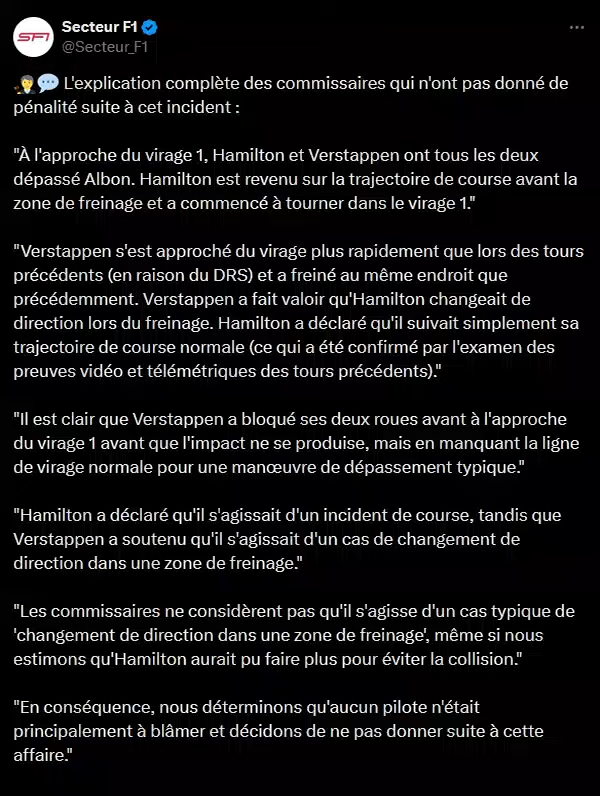 SF1
Secteur F1
@Secteur_F1
L'explication complète des commissaires qui n'ont pas donné de
pénalité suite à cet incident :
"À l'approche du virage 1, Hamilton et Verstappen ont tous les deux
dépassé Albon. Hamilton est revenu sur la trajectoire de course avant la
zone de freinage et a commencé à tourner dans le virage 1."
"Verstappen s'est approché du virage plus rapidement que lors des tours
précédents (en raison du DRS) et a freiné au même endroit que
précédemment. Verstappen a fait valoir qu'Hamilton changeait de
direction lors du freinage. Hamilton a déclaré qu'il suivait simplement sa
trajectoire de course normale (ce qui a été confirmé par l'examen des
preuves vidéo et télémétriques des tours précédents)."
"Il est clair que Verstappen a bloqué ses deux roues avant à l'approche
du virage 1 avant que l'impact ne se produise, mais en manquant la ligne
de virage normale pour une manœuvre de dépassement typique."
"Hamilton a déclaré qu'il s'agissait d'un incident de course, tandis que
Verstappen a soutenu qu'il s'agissait d'un cas de changement de
direction dans une zone de freinage."
"Les commissaires ne considèrent pas qu'il s'agisse d'un cas typique de
'changement de direction dans une zone de freinage', même si nous
estimons qu'Hamilton aurait pu faire plus pour éviter la collision."
"En conséquence, nous déterminons qu'aucun pilote n'était
principalement à blâmer et décidons de ne pas donner suite à cette
affaire."